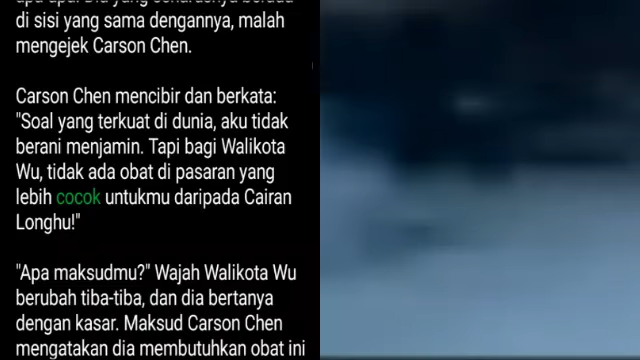 di sisi yang sama dengannya, malah
mengejek Carson Chen.
Carson Chen mencibir dan berkata:
"Soal yang terkuat di dunia, aku tidak
berani menjamin. Tapi bagi Walikota
Wu, tidak ada obat di pasaran yang
lebih cocok untukmu daripada Cairan
Longhu!"
"Apa maksudmu?" Wajah Walikota Wu
berubah tiba-tiba, dan dia bertanya
dengan kasar. Maksud Carson Chen
mengatakan dia membutuhkan obat ini